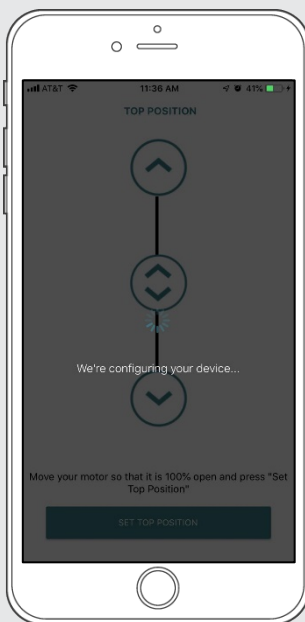 AT&T 11:36 AM 41%
TOP POSITION
We're configuring your device...
Move your motor so that it is 100% open and press "Set
Top Position"
SET TOP POSITION